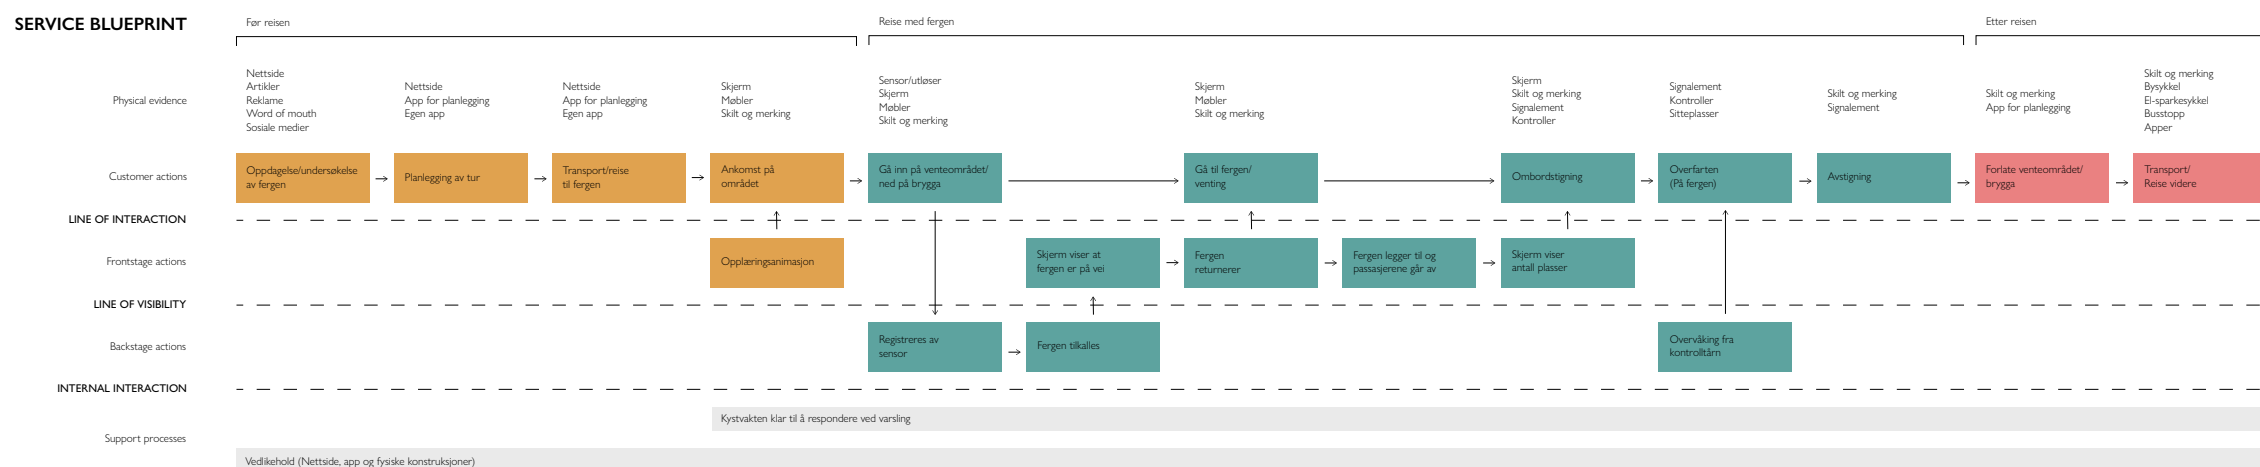 SERVICE BLUEPRINT
Før reisen
Reise med fergen
Etter reisen
Physical evidence
Nettside
Artikler
Reklame
Word of mouth
Sosiale medier
Nettside
App for planlegging
Egen app
Nettside
App for planlegging
Egen app
Skjerm
Møbler
Skilt og merking
Sensor/utløser
Skjerm
Møbler
Skilt og merking
Skjerm
Møbler
Skilt og merking
Skjerm
Skilt og merking
Signalement
Kontroller
Signalement
Kontroller
Sitteplasser
Skilt og merking
Signalement
Skilt og merking
App for planlegging
Skilt og merking
Bysykkel
El-sparkesykkel
Busstopp
Apper
Customer actions
Oppdagelse/undersøkelse
av fergen
Planlegging av tur
Transport/reise
til fergen
Ankomst på
området
Gå inn på venteområdet/
ned på brygga
Gå til fergen/
venting
Ombordstigning
Overfarten
(På fergen)
Avstigning
Forlate venteområdet/
brygga
Transport/
Reise videre
LINE OF INTERACTION
Frontstage actions
Opplæringsanimasjon
Skjerm viser at
fergen er på vei
Fergen
returnerer
Fergen legger til og
passasjerene går av
Skjerm viser
antall plasser
LINE OF VISIBILITY
Backstage actions
Registreres av
sensor
Fergen tilkalles
Overvåking fra
kontrolltårn
INTERNAL INTERACTION
Support processes
Kystvakten klar til å respondere ved varsling
Vedlikehold (Nettside, app og fysiske konstruksjoner)